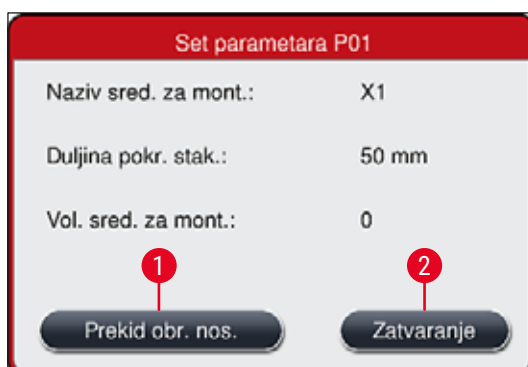 Set parametara P01
Naziv sred. za mont.: X1
Duljina pokr. stak.: 50 mm
Vol. sred. za mont.: 0
1 2
Prekid obr. nos. Zatvaranje